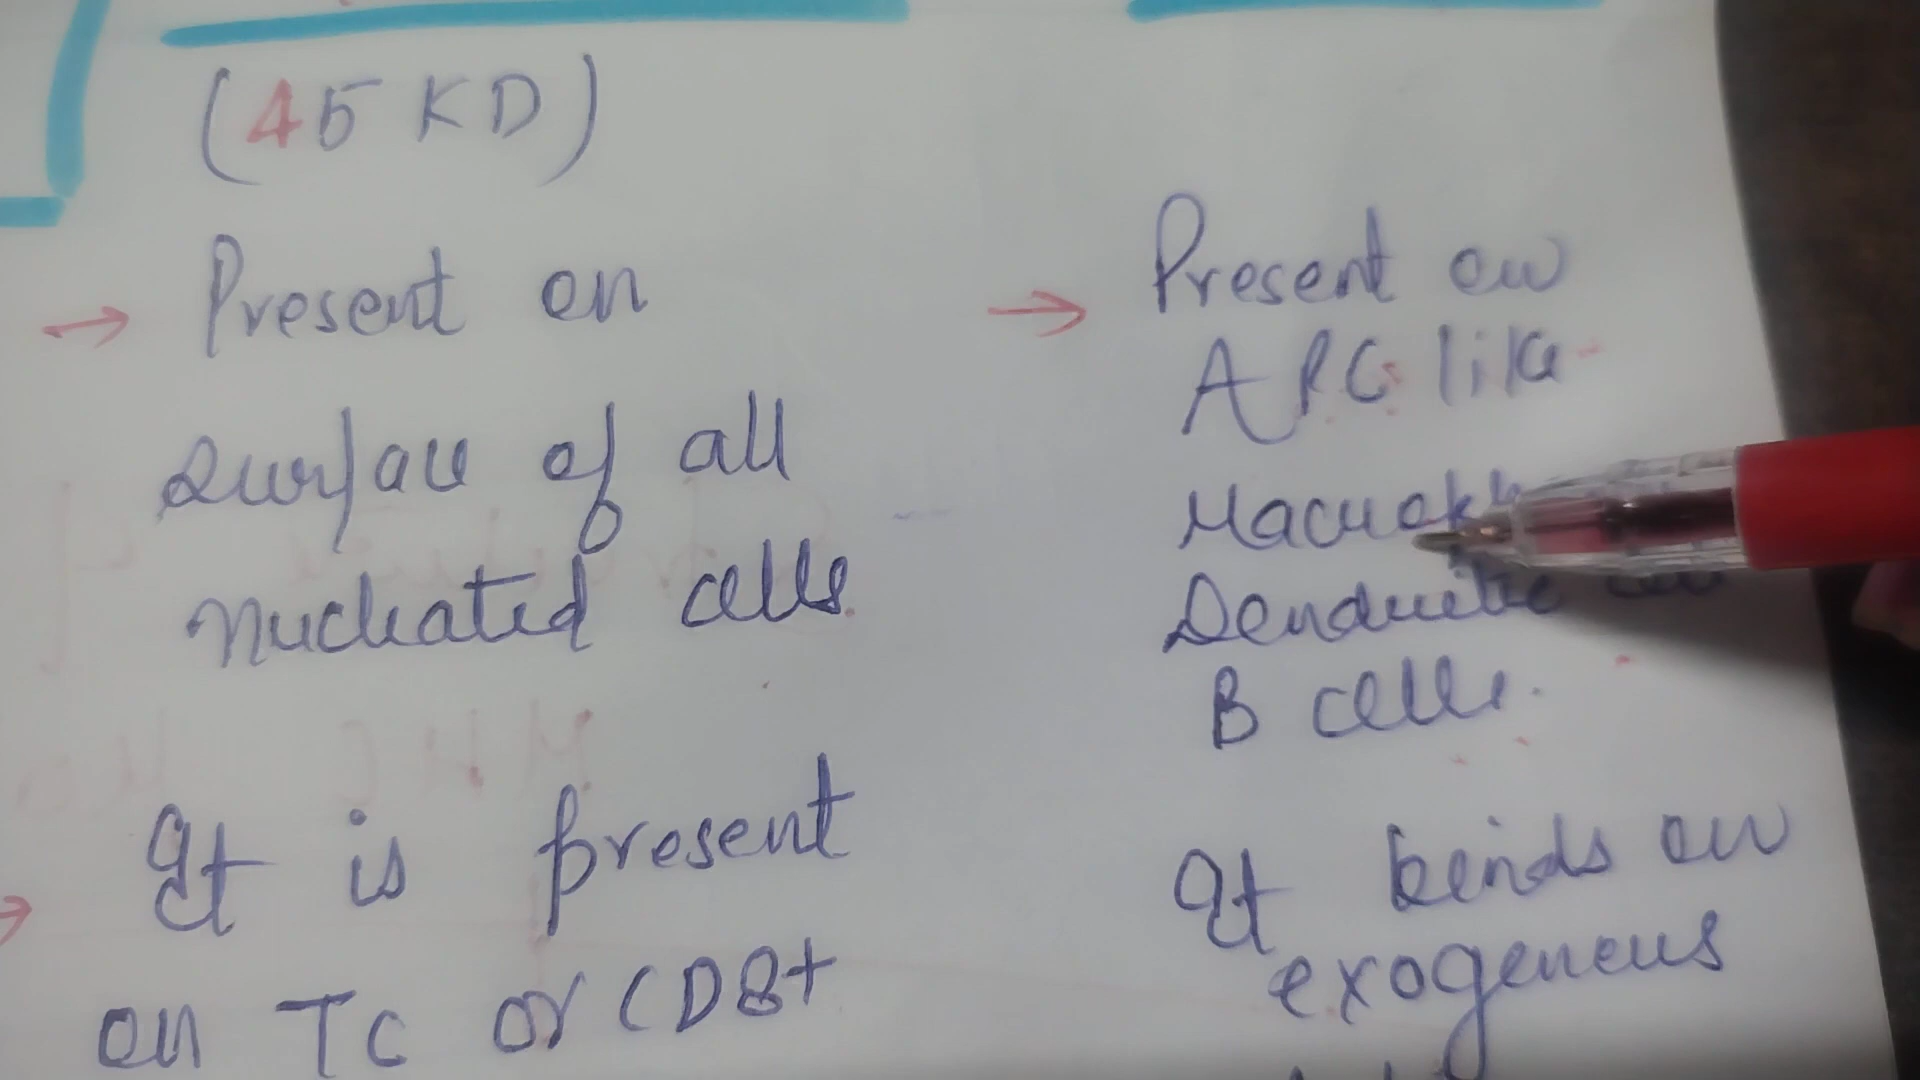 (45 KD)
Present on
surface of all
nucleated cells
It is present
on Tc or CD8+
Present on
APC like
Dendritic
B cells.
It binds on
exogeneus